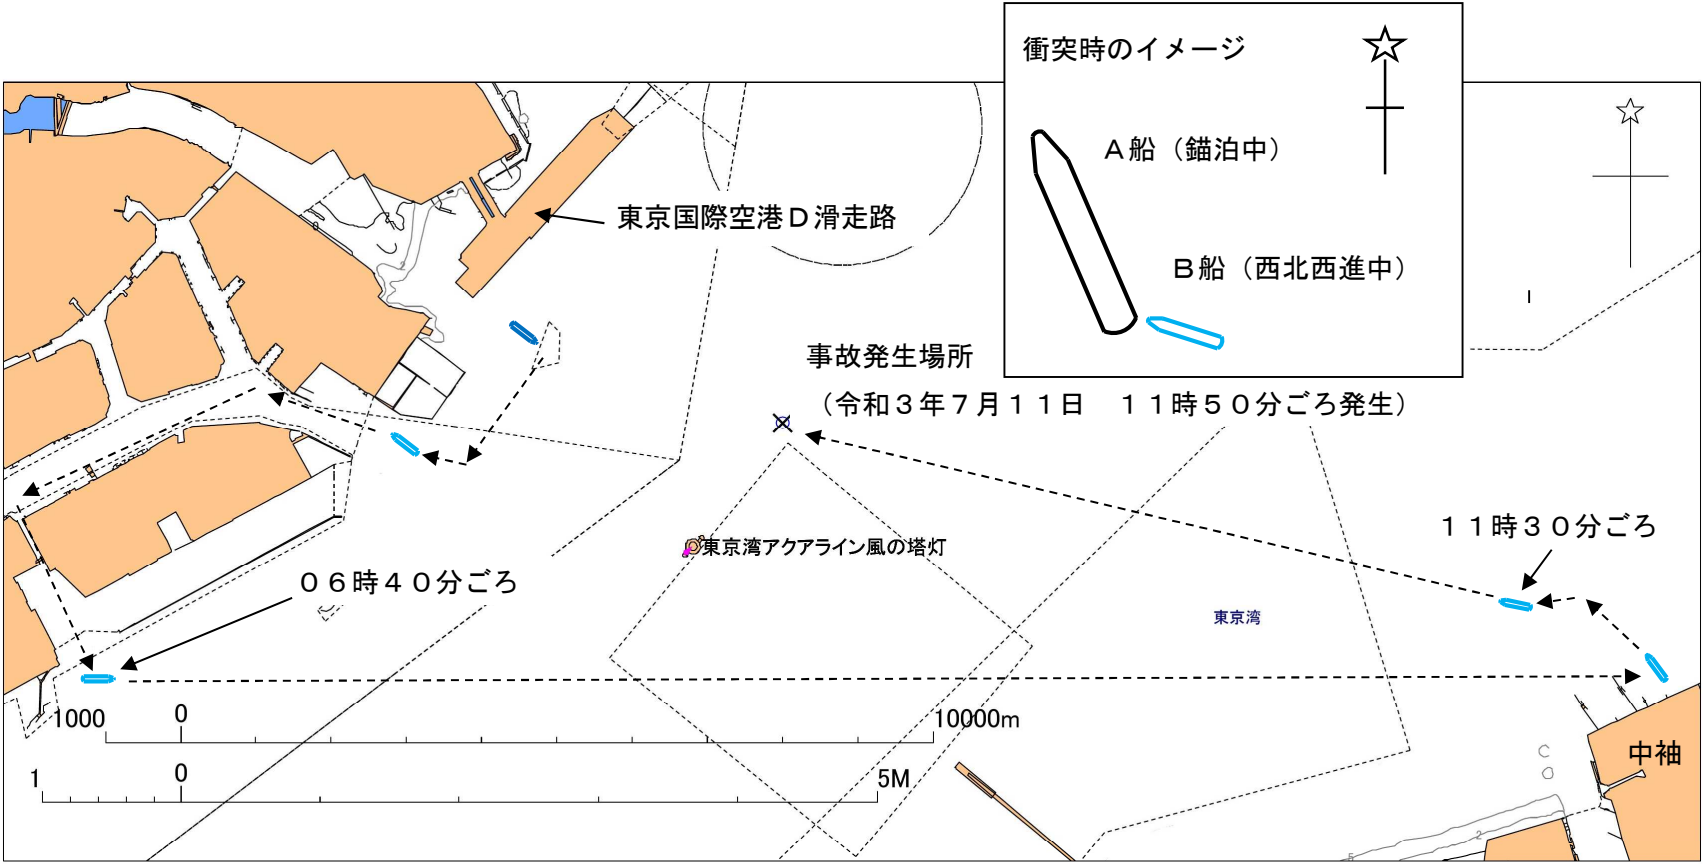 衝突時のイメージ
A船(錨泊中)
B船(西北西進中)
東京国際空港D滑走路
2
事故発生場所
(令和3年7月11日 11時50分ごろ発生)
11時30分ごろ
東京湾アクアライン風の塔灯
06時40分ごろ
東京湾
1000 0 10000m
1 0 5M
中袖
2
5